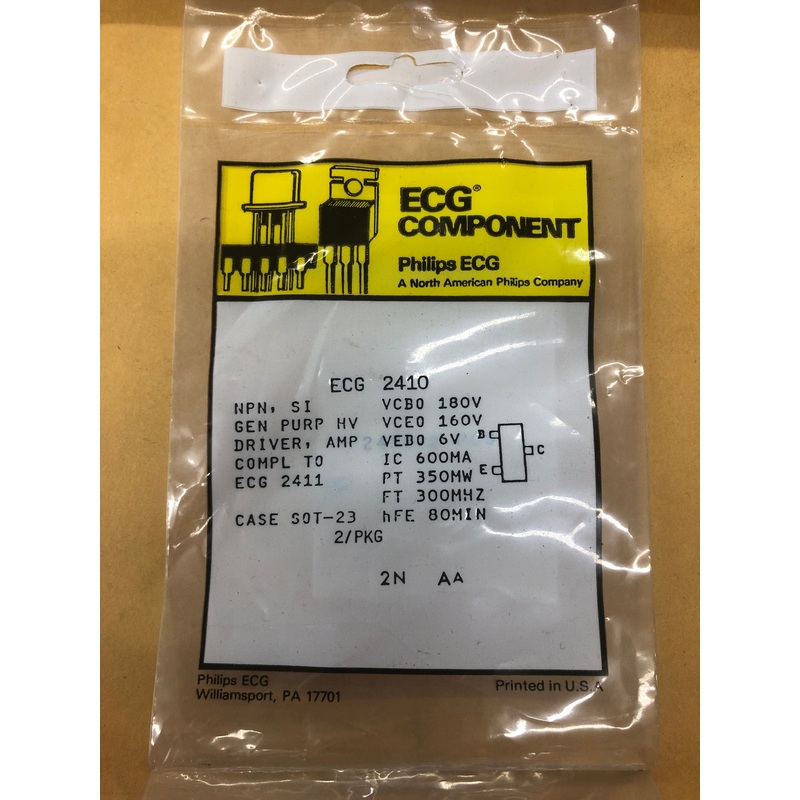 ECG®
COMPONENT
Philips ECG
A North American Philips Company
ECG 2410
NPN, SI VCBO 180V
GEN PURP HV VCEO 160V
DRIVER, AMP VEBO 6V
COMPL TO IC 600MA
ECG 2411 PT 350MW
FT 300MHZ
CASE SOT-23 hFE 80MIN
2/PKG
B
C
E
2N AA
Philips ECG
Williamsport, PA 17701
Printed in U.S.A